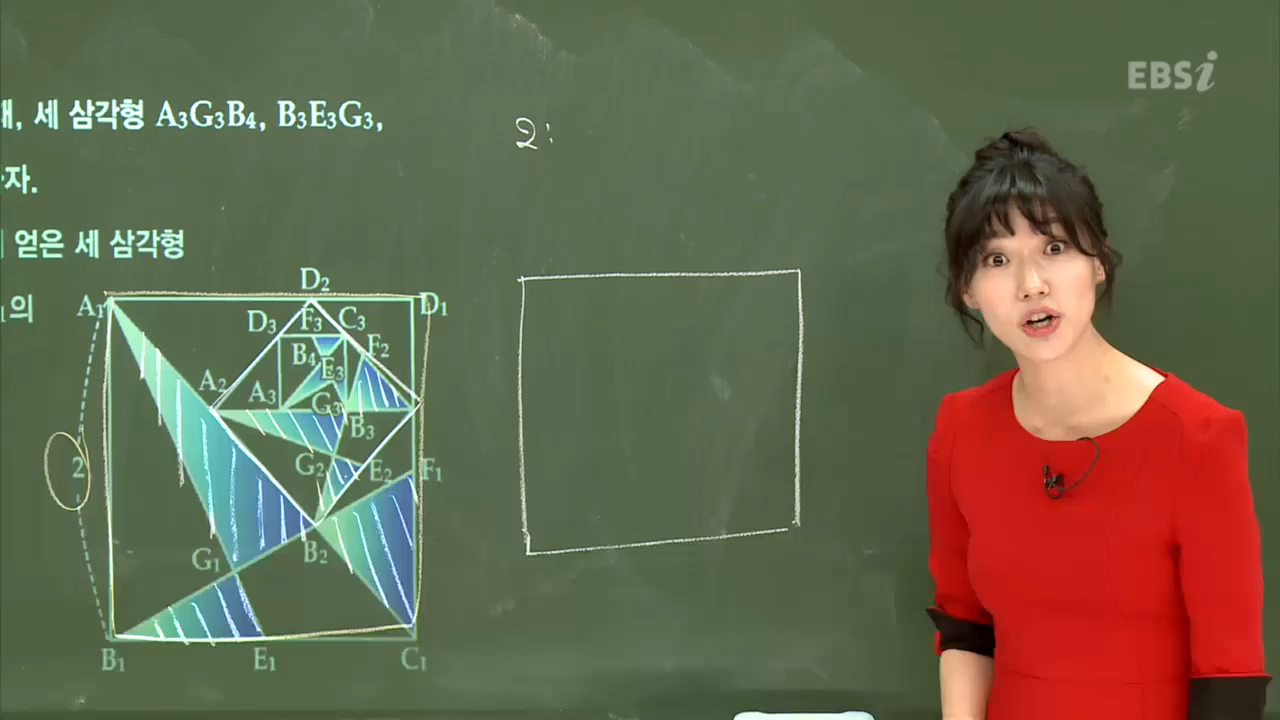 EBSi
, 세 삼각형 A₃G₃B₄, B₃E₃G₃,
자.
얻은 세 삼각형
의
2:
D₂
A₁
D₁
D₃ F₃ C₃
B₄ F₂
E₃
A₂ A₃
G₃
B₃
2
G₂ E₂ F₁
G₁ B₂
B₁ E₁ C₁